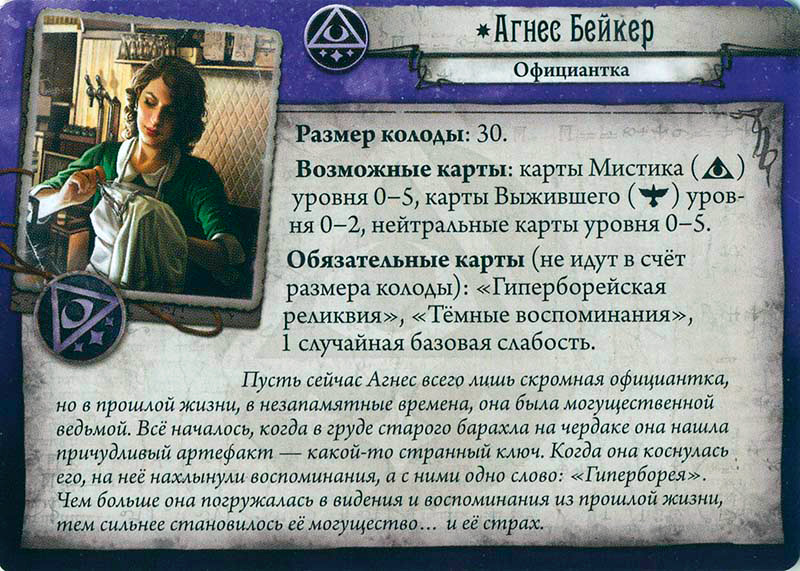 Агнес Бейкер
Официантка
Размер колоды: 30.
Возможные карты: карты Мистика ( )
уровня 0–5, карты Выжившего ( ) уров-
ня 0–2, нейтральные карты уровня 0–5.
Обязательные карты (не идут в счёт
размера колоды): «Гиперборейская
реликвия», «Тёмные воспоминания»,
1 случайная базовая слабость.
Пусть сейчас Агнес всего лишь скромная официантка,
но в прошлой жизни, в незапамятные времена, она была могущественной
ведьмой. Всё началось, когда в груде старого барахла на чердаке она нашла
причудливый артефакт — какой-то странный ключ. Когда она коснулась
его, на неё нахлынули воспоминания, а с ними одно слово: «Гиперборея».
Чем больше она погружалась в видения и воспоминания из прошлой жизни,
тем сильнее становилось её могущество… и её страх.